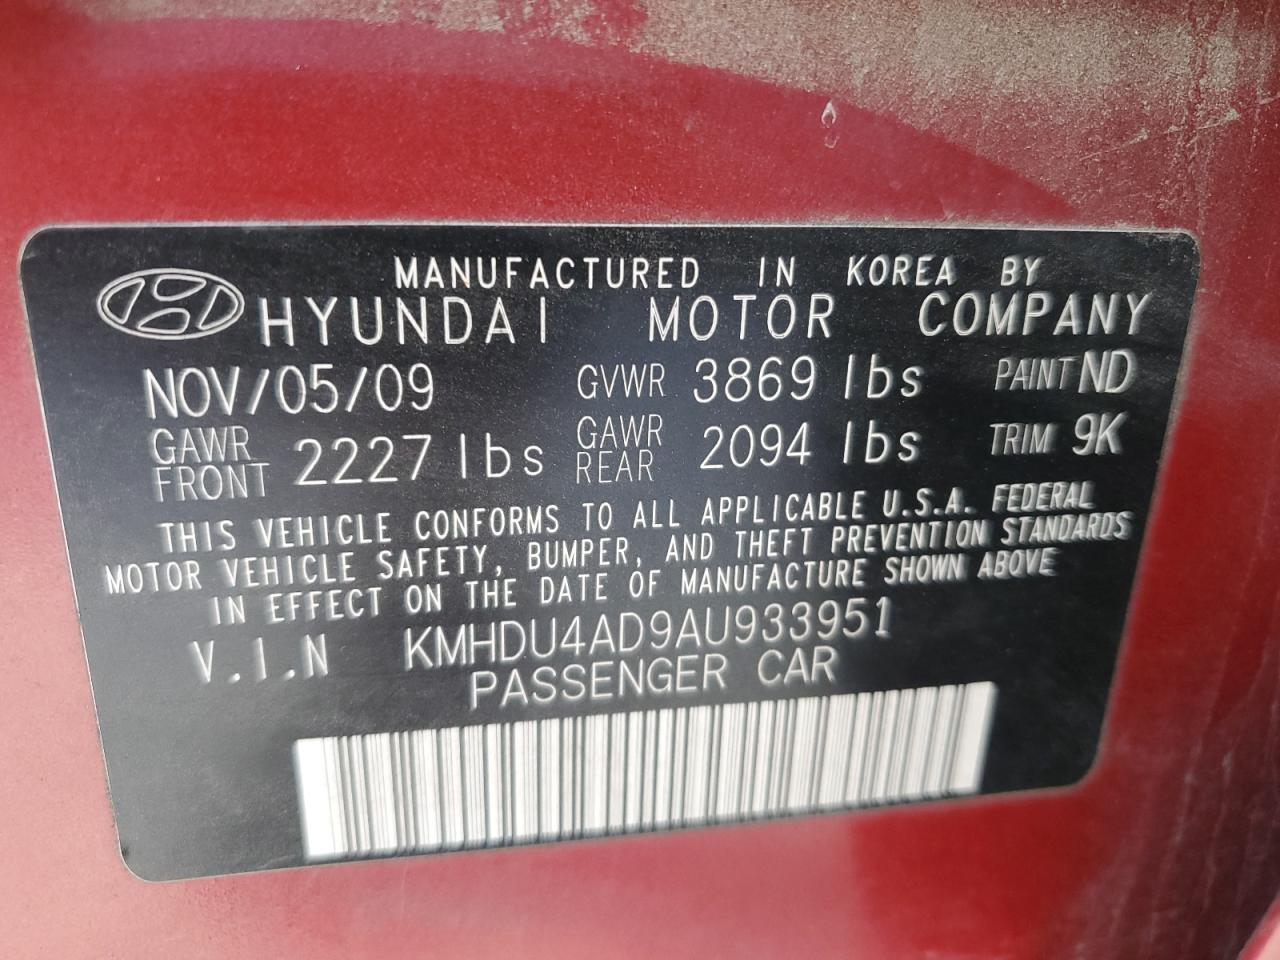 MANUFACTURED IN KOREA BY
HYUNDAI MOTOR COMPANY
NOV/05/09 GVWR 3869 lbs PAINT ND
GAWR FRONT 2227 lbs GAWR REAR 2094 lbs TRIM 9K
THIS VEHICLE CONFORMS TO ALL APPLICABLE U.S.A. FEDERAL
MOTOR VEHICLE SAFETY, BUMPER, AND THEFT PREVENTION STANDARDS
IN EFFECT ON THE DATE OF MANUFACTURE SHOWN ABOVE
V.I.N KMHDU4AD9AU933951
PASSENGER CAR